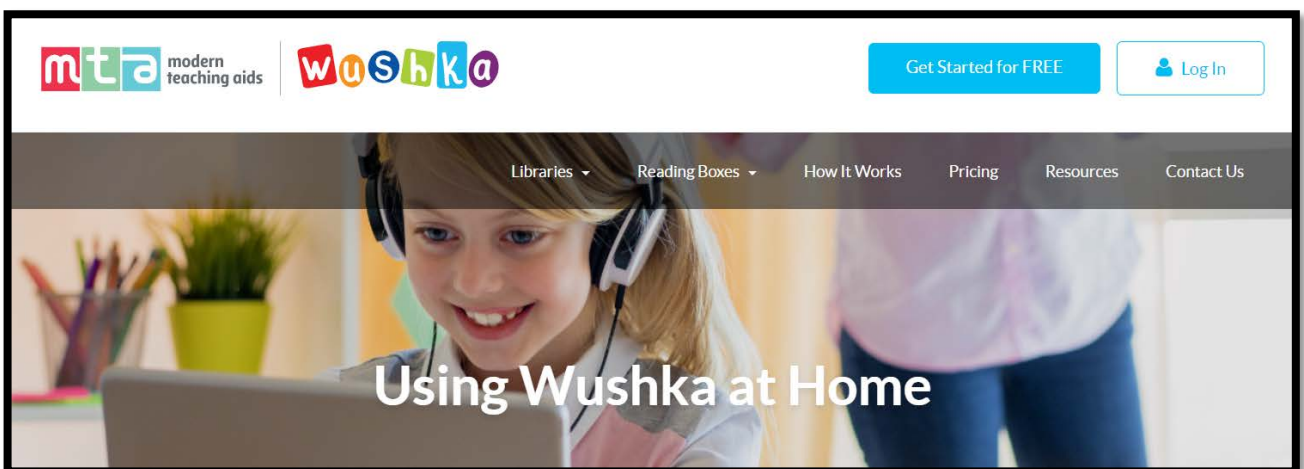 mta modern
teaching aids
wushka
Get Started for FREE
Log In
Libraries
Reading Boxes
How It Works
Pricing
Resources
Contact Us
Using Wushka at Home